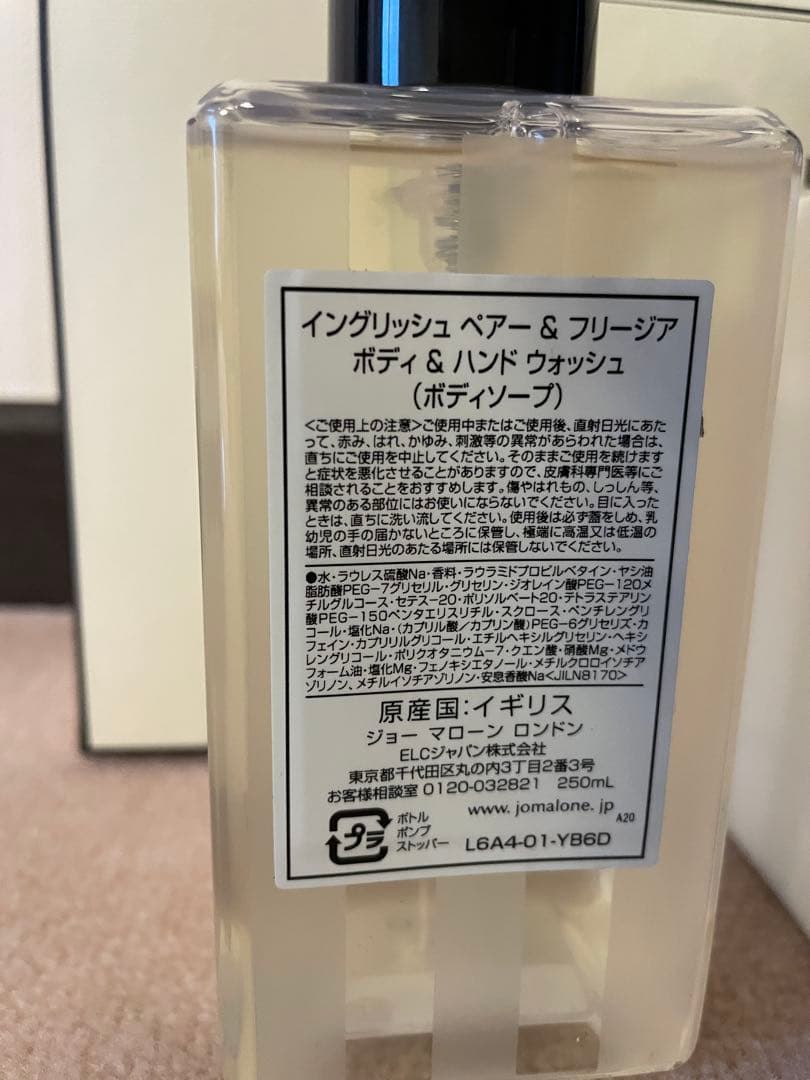 イングリッシュ ペアー & フリージア
ボディ & ハンド ウォッシュ
（ボディソープ）
<ご使用上の注意>ご使用中またはご使用後、直射日光にあた
って、赤み、はれ、かゆみ、刺激等の異常があらわれた場合は、
直ちにご使用を中止してください。そのままご使用を続けます
と症状を悪化させることがありますので、皮膚科専門医等にご
相談されることをおすすめします。傷やはれもの、しっしん等、
異常のある部位にはお使いにならないでください。目に入った
ときは、直ちに洗い流してください。使用後は必ず蓋をしめ、乳
幼児の手の届かないところに保管し、極端に高温又は低温の
場所、直射日光のあたる場所には保管しないでください。
●水・ラウレス硫酸Na・香料・ラウラミドプロピルベタイン・ヤシ油
脂肪酸PEG-7グリセリル・グリセリン・ジオレイン酸PEG-120メ
チルグルコース・セテス-20・ポリソルベート20・テトラステアリン
酸PEG-150ペンタエリスリチル・スクロース・ペンチレングリ
コール・塩化Na・(カプリル酸／カプリン酸)PEG-6グリセリズ・カ
フェイン・カプリリルグリコール・エチルヘキシルグリセリン・ヘキシ
レングリコール・ポリクオタニウム-7・クエン酸・硝酸Mg・メドウ
フォーム油・塩化Mg・フェノキシエタノール・メチルクロロイソチア
ゾリノン、メチルイソチアゾリノン・安息香酸Na<JILN8170>
原産国：イギリス
ジョー マローン ロンドン
ELCジャパン株式会社
東京都千代田区丸の内3丁目2番3号
お客様相談室 0120-032821 250mL
www.jomalone.jp
A20
プラ
ボトル
ポンプ
ストッパー
L6A4-01-YB6D